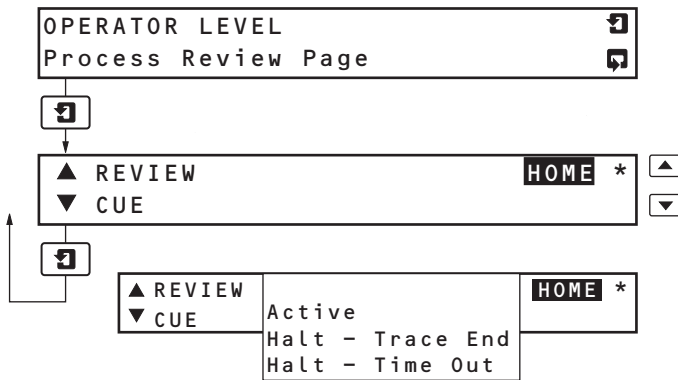 OPERATOR LEVEL
Process Review Page
▲ REVIEW HOME *
▼ CUE
▲ REVIEW HOME *
▼ CUE
Active
Halt – Trace End
Halt – Time Out